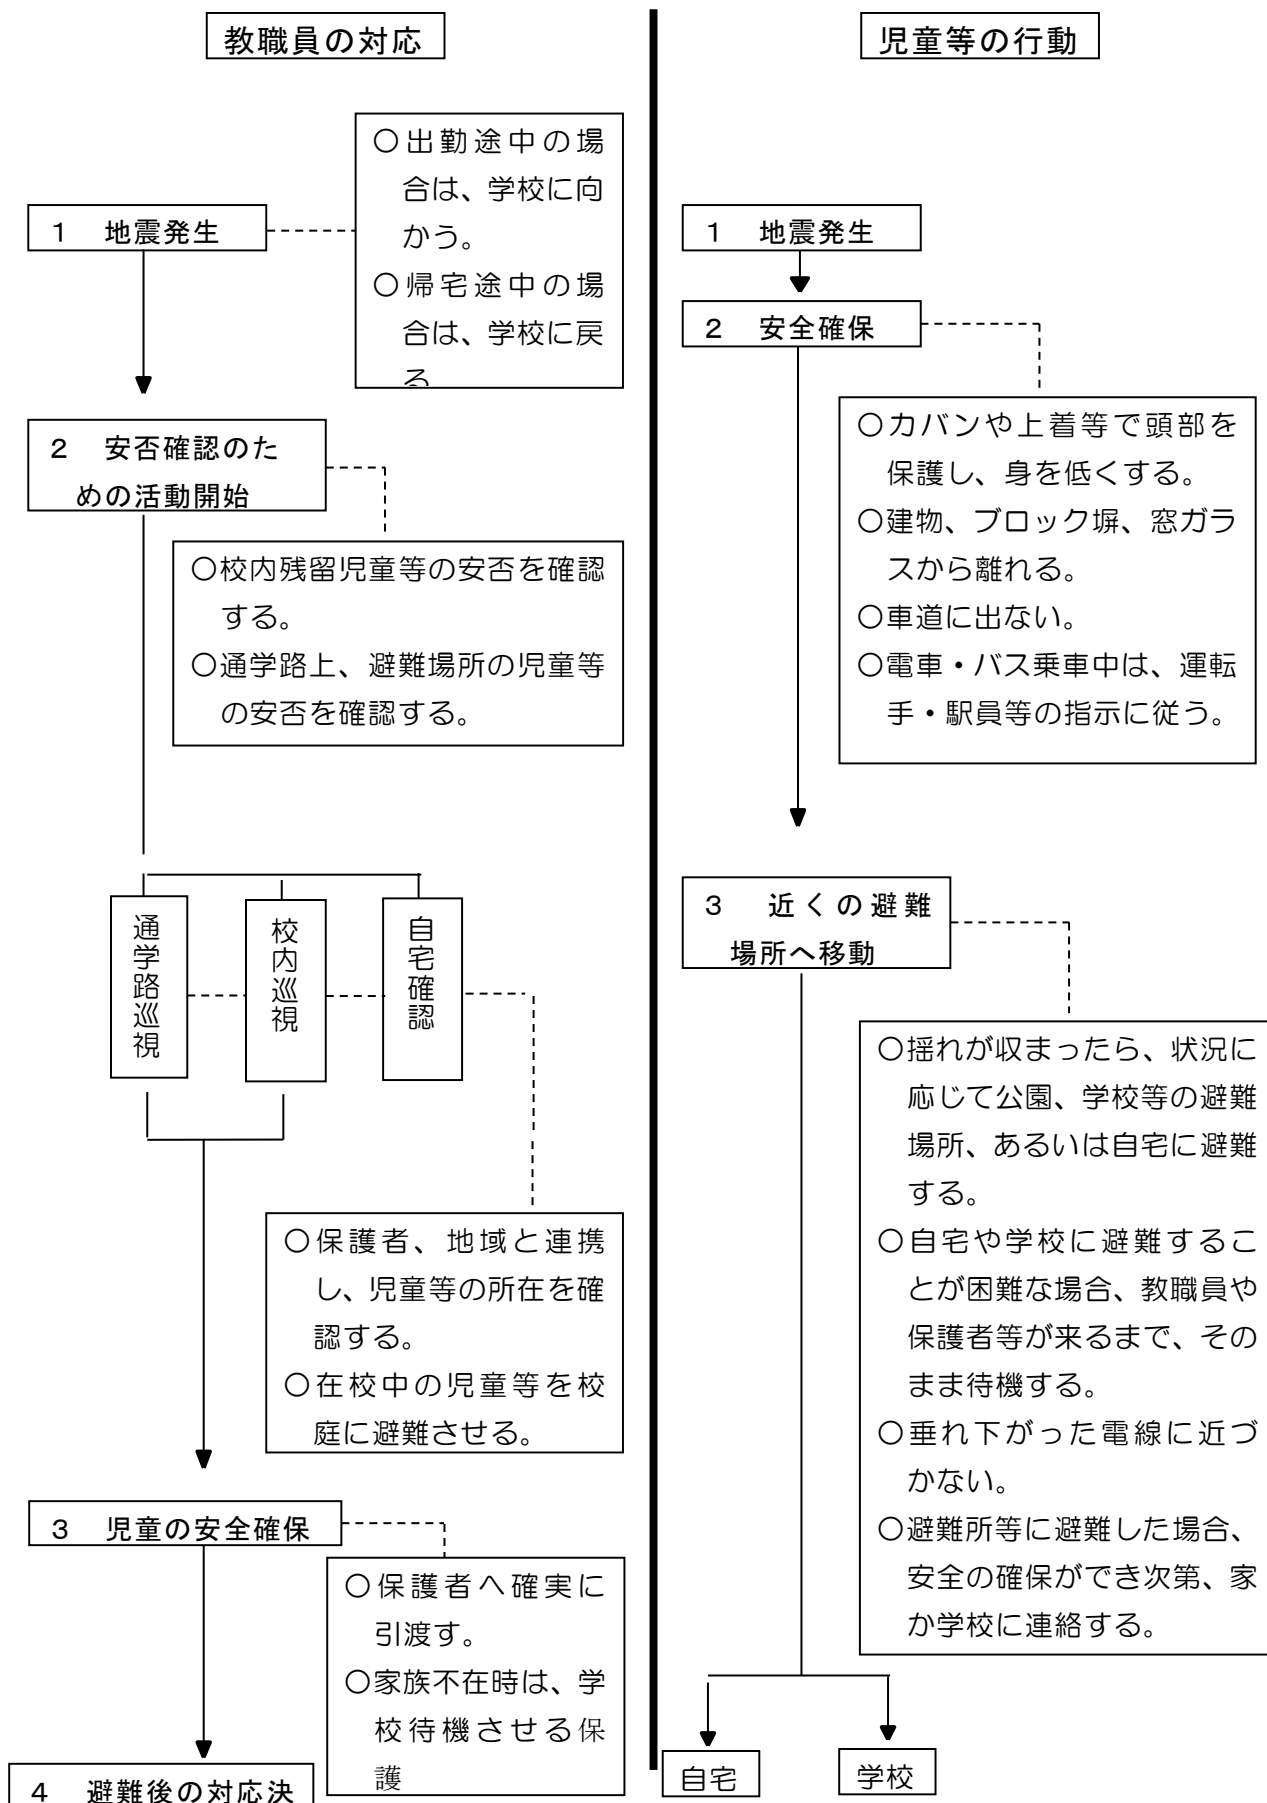 教職員の対応
○出勤途中の場
合は、学校に向
かう。
○帰宅途中の場
合は、学校に戻
る
1 地震発生
2 安否確認のた
めの活動開始
○校内残留児童等の安否を確認
する。
○通学路上、避難場所の児童等
の安否を確認する。
通学路巡視
校内巡視
自宅確認
○保護者、地域と連携
し、児童等の所在を確
認する。
○在校中の児童等を校
庭に避難させる。
3 児童の安全確保
○保護者へ確実に
引渡す。
○家族不在時は、学
校待機させる保
護
4 避難後の対応決
児童等の行動
1 地震発生
2 安全確保
○カバンや上着等で頭部を
保護し、身を低くする。
○建物、ブロック塀、窓ガラ
スから離れる。
○車道に出ない。
○電車・バス乗車中は、運転
手・駅員等の指示に従う。
3 近くの避難
場所へ移動
○揺れが収まったら、状況に
応じて公園、学校等の避難
場所、あるいは自宅に避難
する。
○自宅や学校に避難するこ
とが困難な場合、教職員や
保護者等が来るまで、その
まま待機する。
○垂れ下がった電線に近づ
かない。
○避難所等に避難した場合、
安全の確保ができ次第、家
か学校に連絡する。
自宅
学校